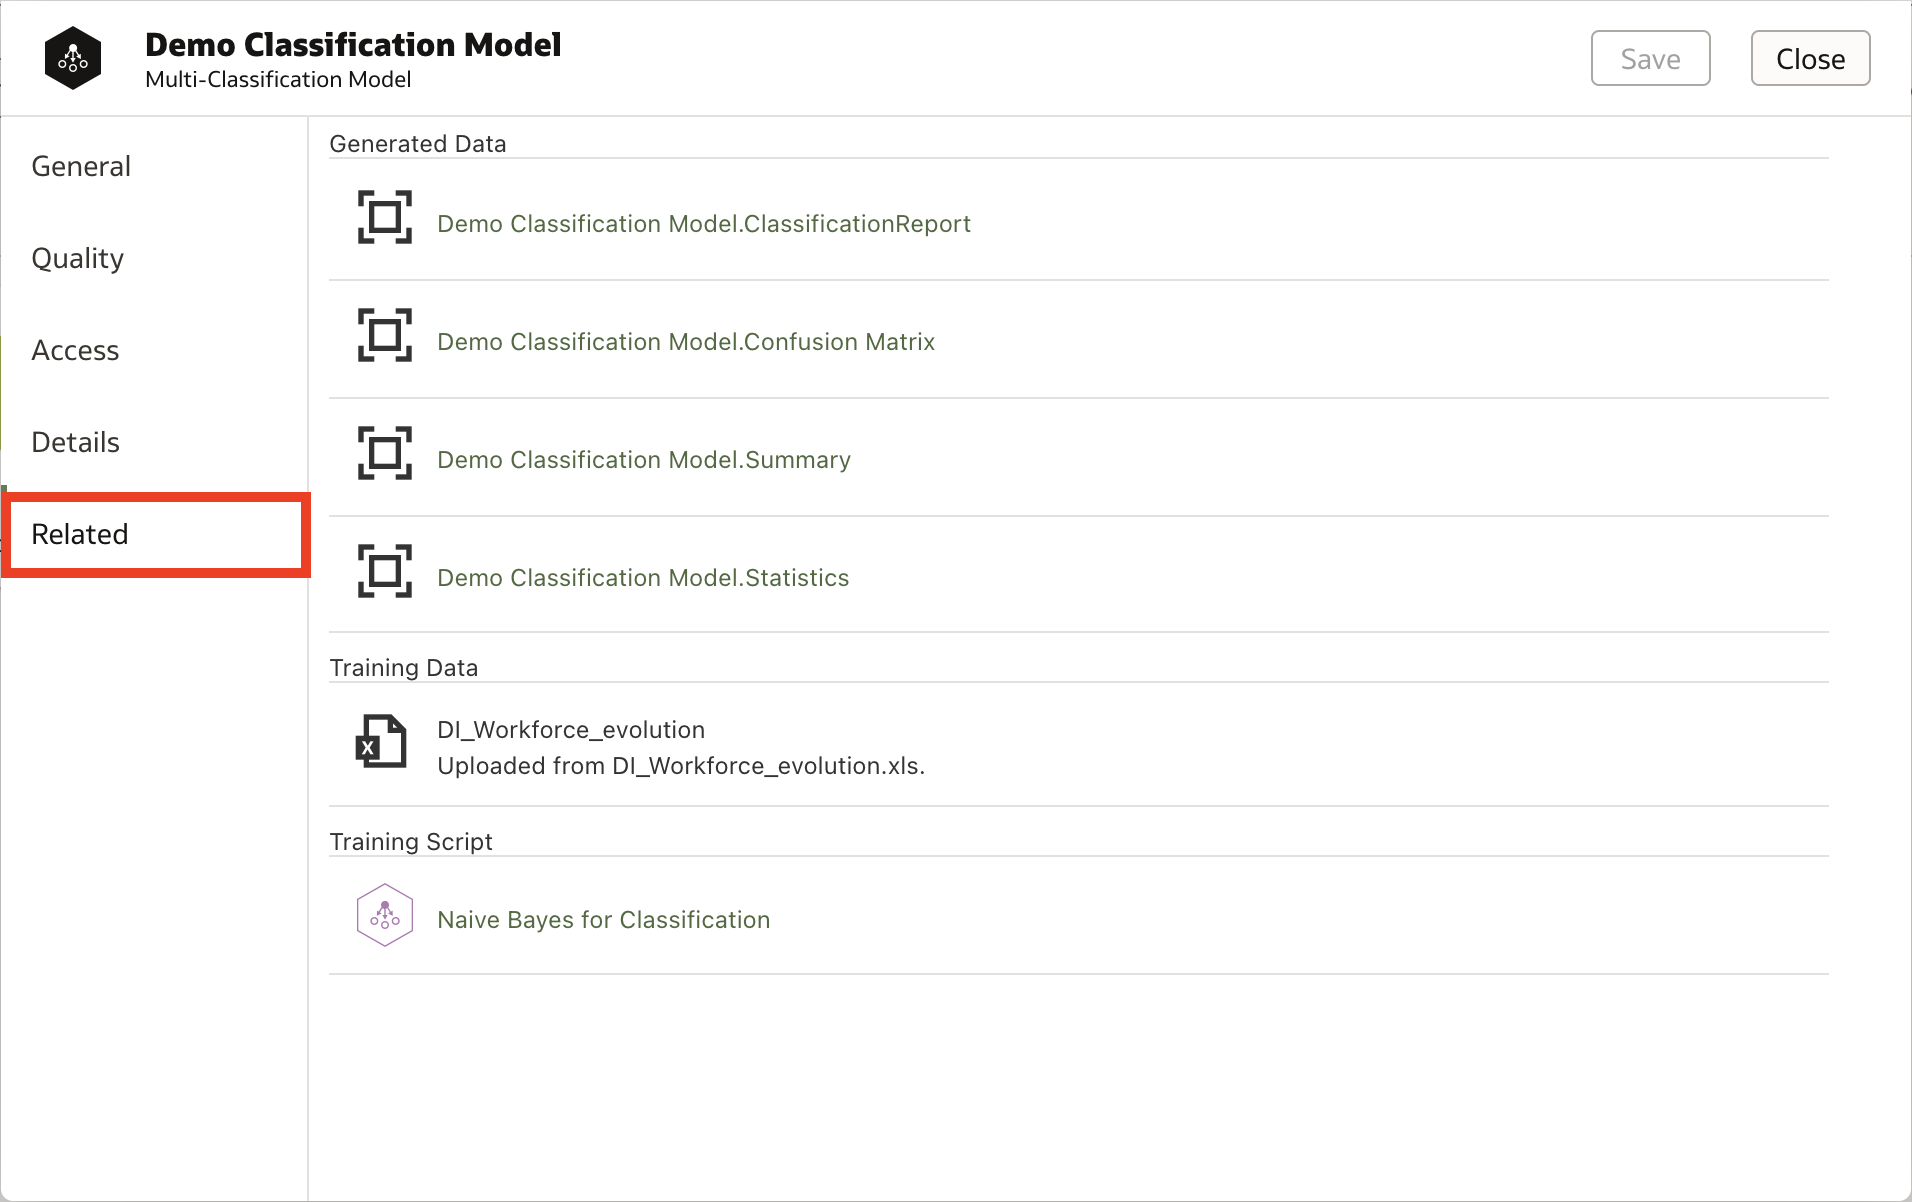 Demo Classification Model
Multi-Classification Model
Save
Close
General
Quality
Access
Details
Related
Generated Data
Demo Classification Model.ClassificationReport
Demo Classification Model.Confusion Matrix
Demo Classification Model.Summary
Demo Classification Model.Statistics
Training Data
X
DI_Workforce_evolution
Uploaded from DI_Workforce_evolution.xls.
Training Script
Naive Bayes for Classification